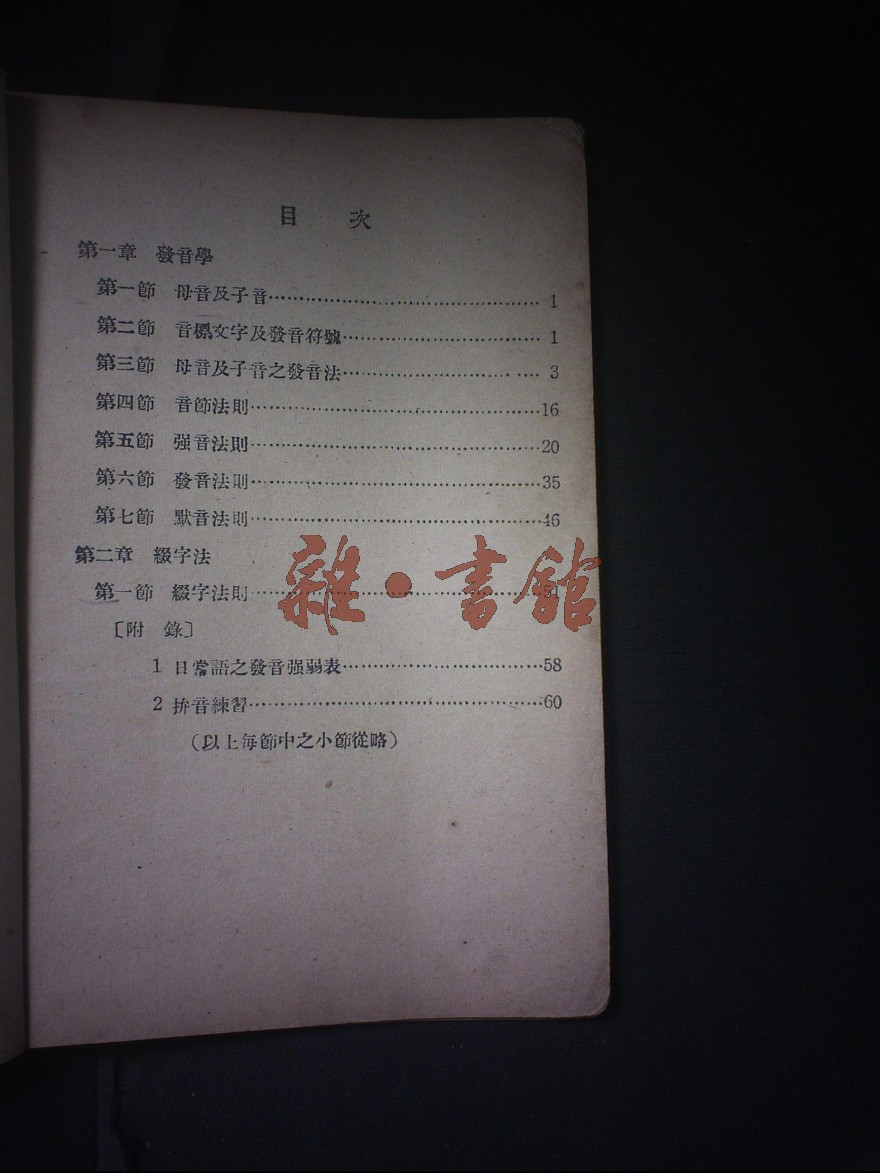 目 次
第一章 發音學
第一節 母音及子音 1
第二節 音標文字及發音符號 1
第三節 母音及子音之發音法 3
第四節 音節法則 16
第五節 强音法則 20
第六節 發音法則 35
第七節 默音法則 46
第二章 綴字法
第一節 綴字法則 51
雜•書館
〔附 錄〕
1 日常語之發音强弱表 58
2 拚音練習 60
(以上每節中之小節從略)